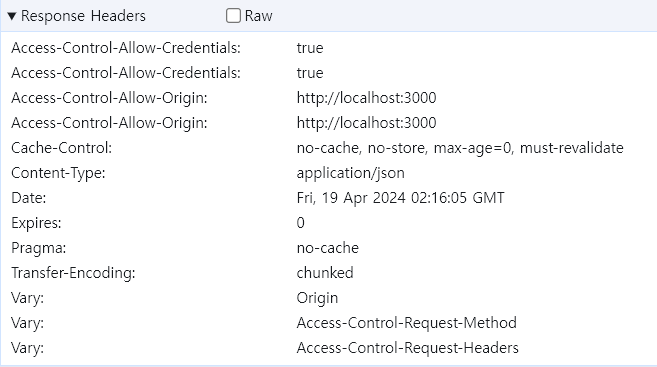 Response Headers Raw
Access-Control-Allow-Credentials: true
Access-Control-Allow-Credentials: true
Access-Control-Allow-Origin: http://localhost:3000
Access-Control-Allow-Origin: http://localhost:3000
Cache-Control: no-cache, no-store, max-age=0, must-revalidate
Content-Type: application/json
Date: Fri, 19 Apr 2024 02:16:05 GMT
Expires: 0
Pragma: no-cache
Transfer-Encoding: chunked
Vary: Origin
Vary: Access-Control-Request-Method
Vary: Access-Control-Request-Headers